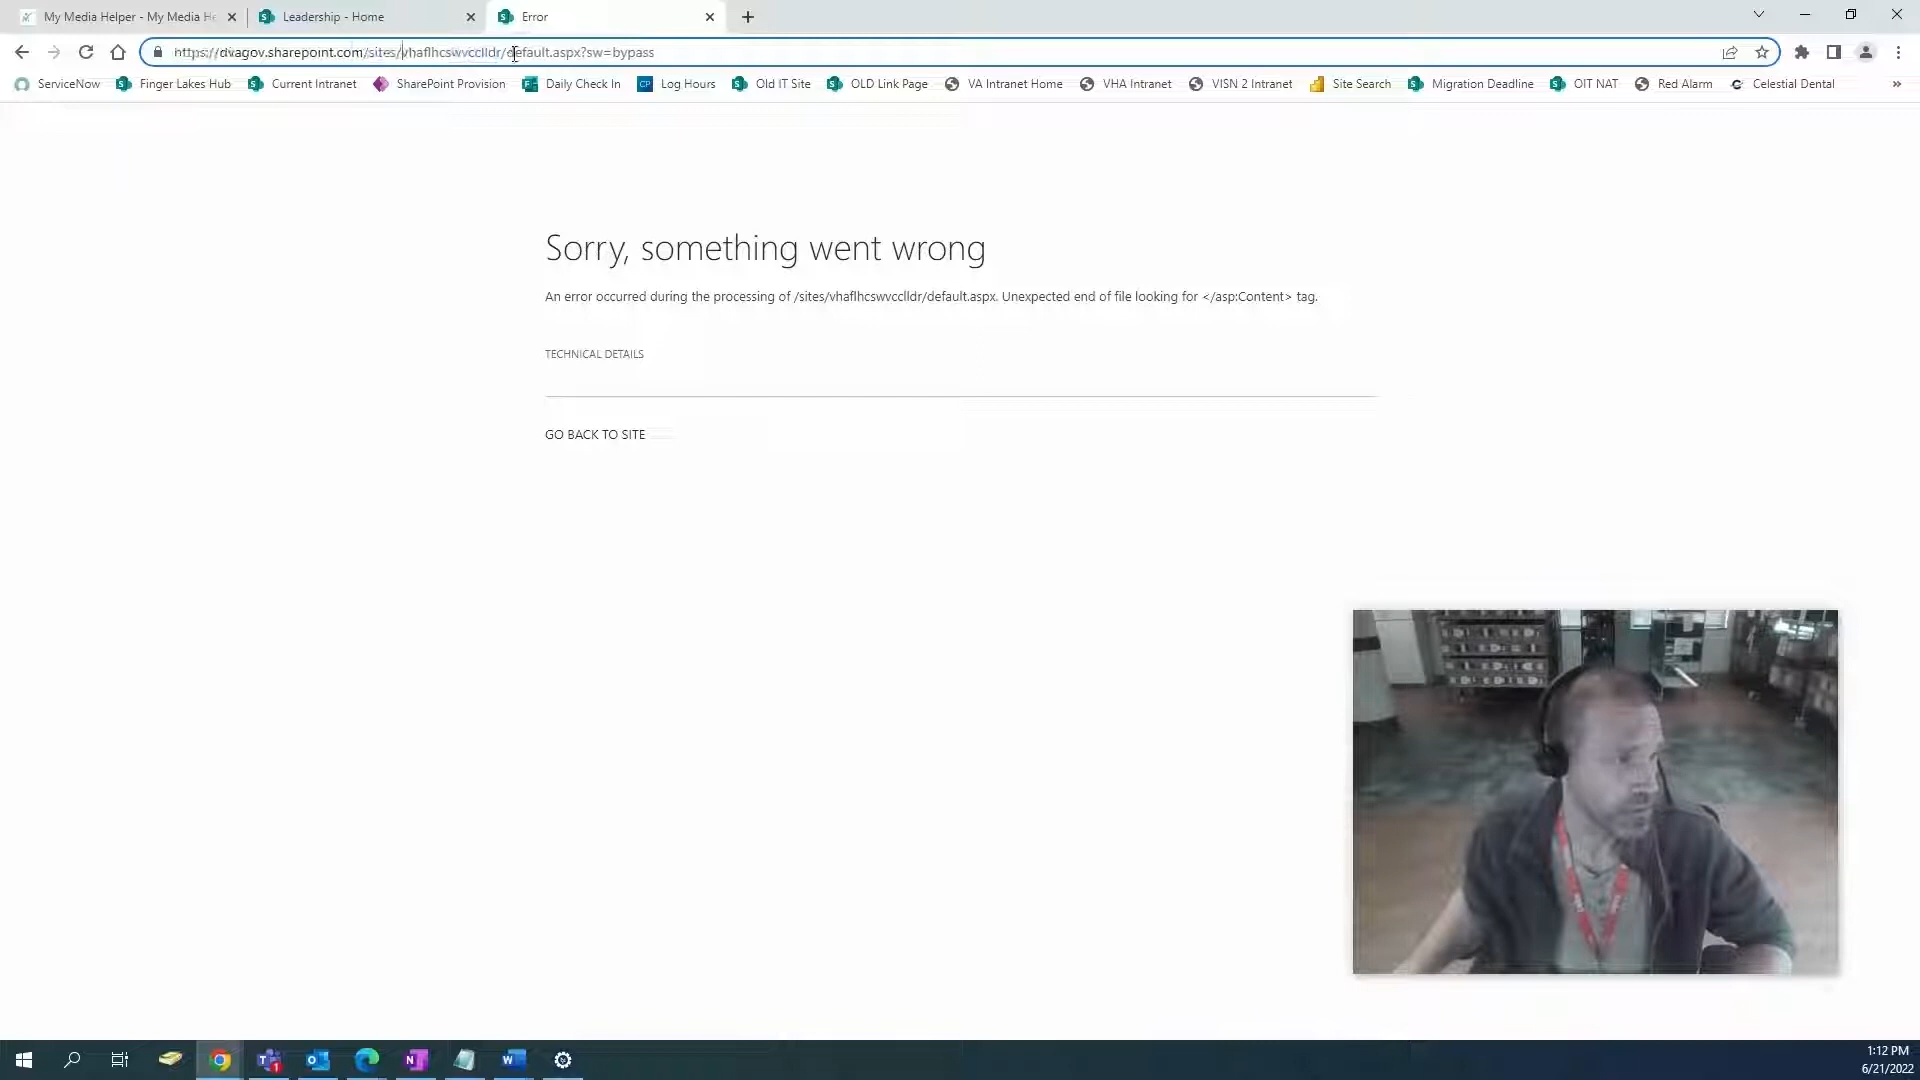 My Media Helper - My Media He
Leadership - Home
Error
https://dvagov.sharepoint.com/sites/vhaflhcswvcclldr/default.aspx?sw=bypass
ServiceNow
Finger Lakes Hub
Current Intranet
SharePoint Provision
Daily Check In
CP
Log Hours
Old IT Site
OLD Link Page
VA Intranet Home
VHA Intranet
VISN 2 Intranet
Site Search
Migration Deadline
OIT NAT
Red Alarm
Celestial Dental
Sorry, something went wrong
An error occurred during the processing of /sites/vhaflhcswvcclldr/default.aspx. Unexpected end of file looking for </asp:Content> tag.
TECHNICAL DETAILS
GO BACK TO SITE
1:12 PM
6/21/2022